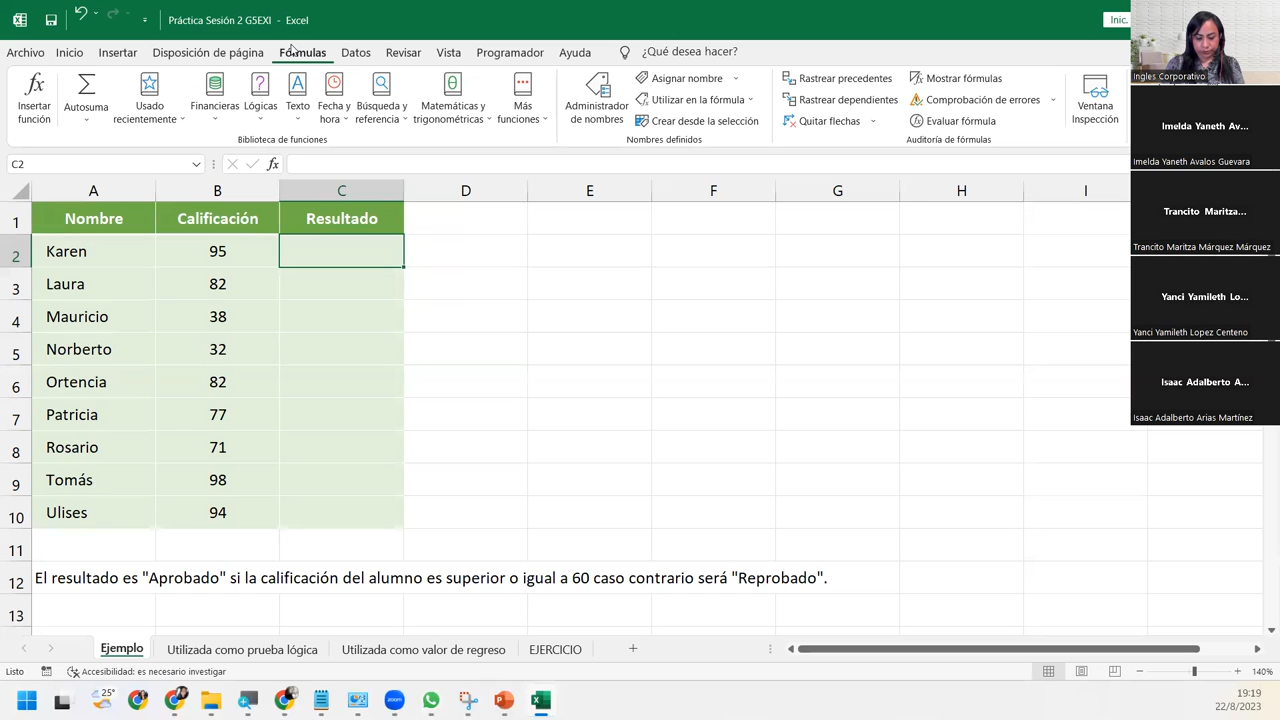 Práctica Sesión 2 G5EXI - Excel
Inic.
Archivo Inicio Insertar Disposición de página Fórmulas Datos Revisar Vista Programador Ayuda ¿Qué desea hacer?
Insertar función
Autosuma
Usado recientemente
Financieras
Lógicas
Texto
Fecha y hora
Búsqueda y referencia
Matemáticas y trigonométricas
Más funciones
Biblioteca de funciones
Administrador de nombres
Asignar nombre
Utilizar en la fórmula
Crear desde la selección
Nombres definidos
Rastrear precedentes
Rastrear dependientes
Quitar flechas
Mostrar fórmulas
Comprobación de errores
Evaluar fórmula
Auditoría de fórmulas
Ventana Inspección
C2
fx
A B C D E F G H I
1 Nombre Calificación Resultado
2 Karen 95
3 Laura 82
4 Mauricio 38
5 Norberto 32
6 Ortencia 82
7 Patricia 77
8 Rosario 71
9 Tomás 98
10 Ulises 94
11
12 El resultado es "Aprobado" si la calificación del alumno es superior o igual a 60 caso contrario será "Reprobado".
13
Ejemplo Utilizada como prueba lógica Utilizada como valor de regreso EJERCICIO
Listo Accesibilidad: es necesario investigar 140%
25°
zoom
19:19
22/8/2023
Ingles Corporativo
Imelda Yaneth Av...
Imelda Yaneth Avalos Guevara
Trancito Maritza...
Trancito Maritza Márquez Márquez
Yanci Yamileth Lo...
Yanci Yamileth Lopez Centeno
Isaac Adalberto A...
Isaac Adalberto Arias Martínez